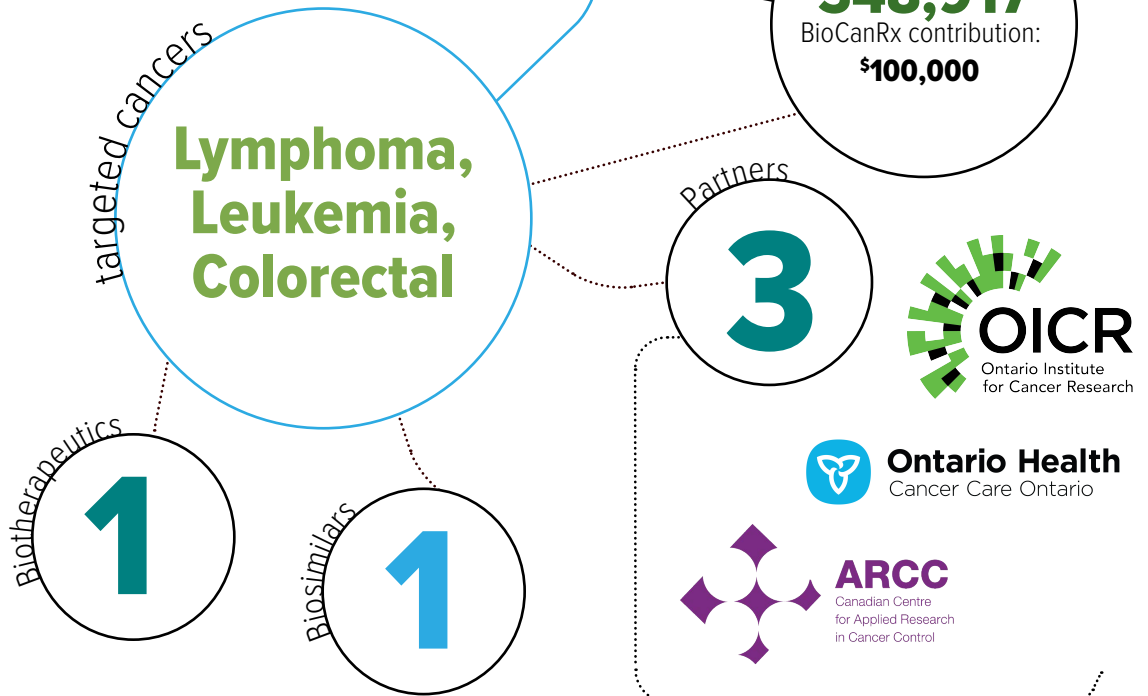 BioCanRx contribution:
$100,000
targeted cancers
Lymphoma,
Leukemia,
Colorectal
Partners
3
OICR
Ontario Institute
for Cancer Research
Ontario Health
Cancer Care Ontario
ARCC
Canadian Centre
for Applied Research
in Cancer Control
Biotherapeutics
1
Biosimilars
1